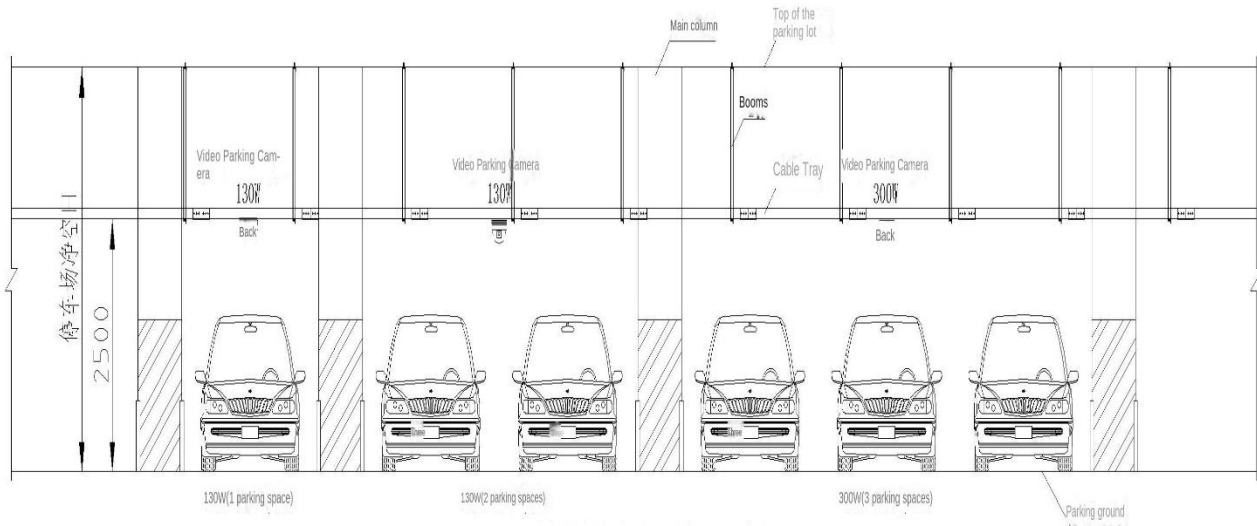 Main column
Top of the
parking lot
Booms
Video Parking Cam-
era
130W
Video Parking Camera
130W
Cable Tray
Video Parking Camera
300W
Back
Back
停车场净空
2500
Three
Three
130W(1 parking space)
130W(2 parking spaces)
300W(3 parking spaces)
Parking ground